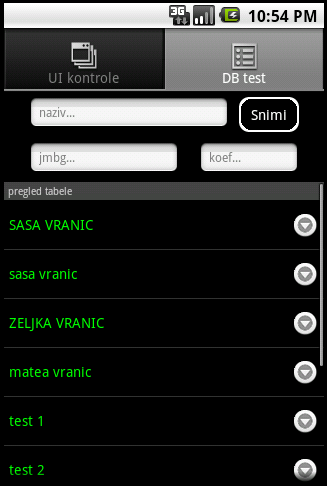 3G 10:54 PM
UI kontrole DB test
naziv... Snimi
jmbg... koef...
pregled tabele
SASA VRANIC
sasa vranic
ZELJKA VRANIC
matea vranic
test 1
test 2